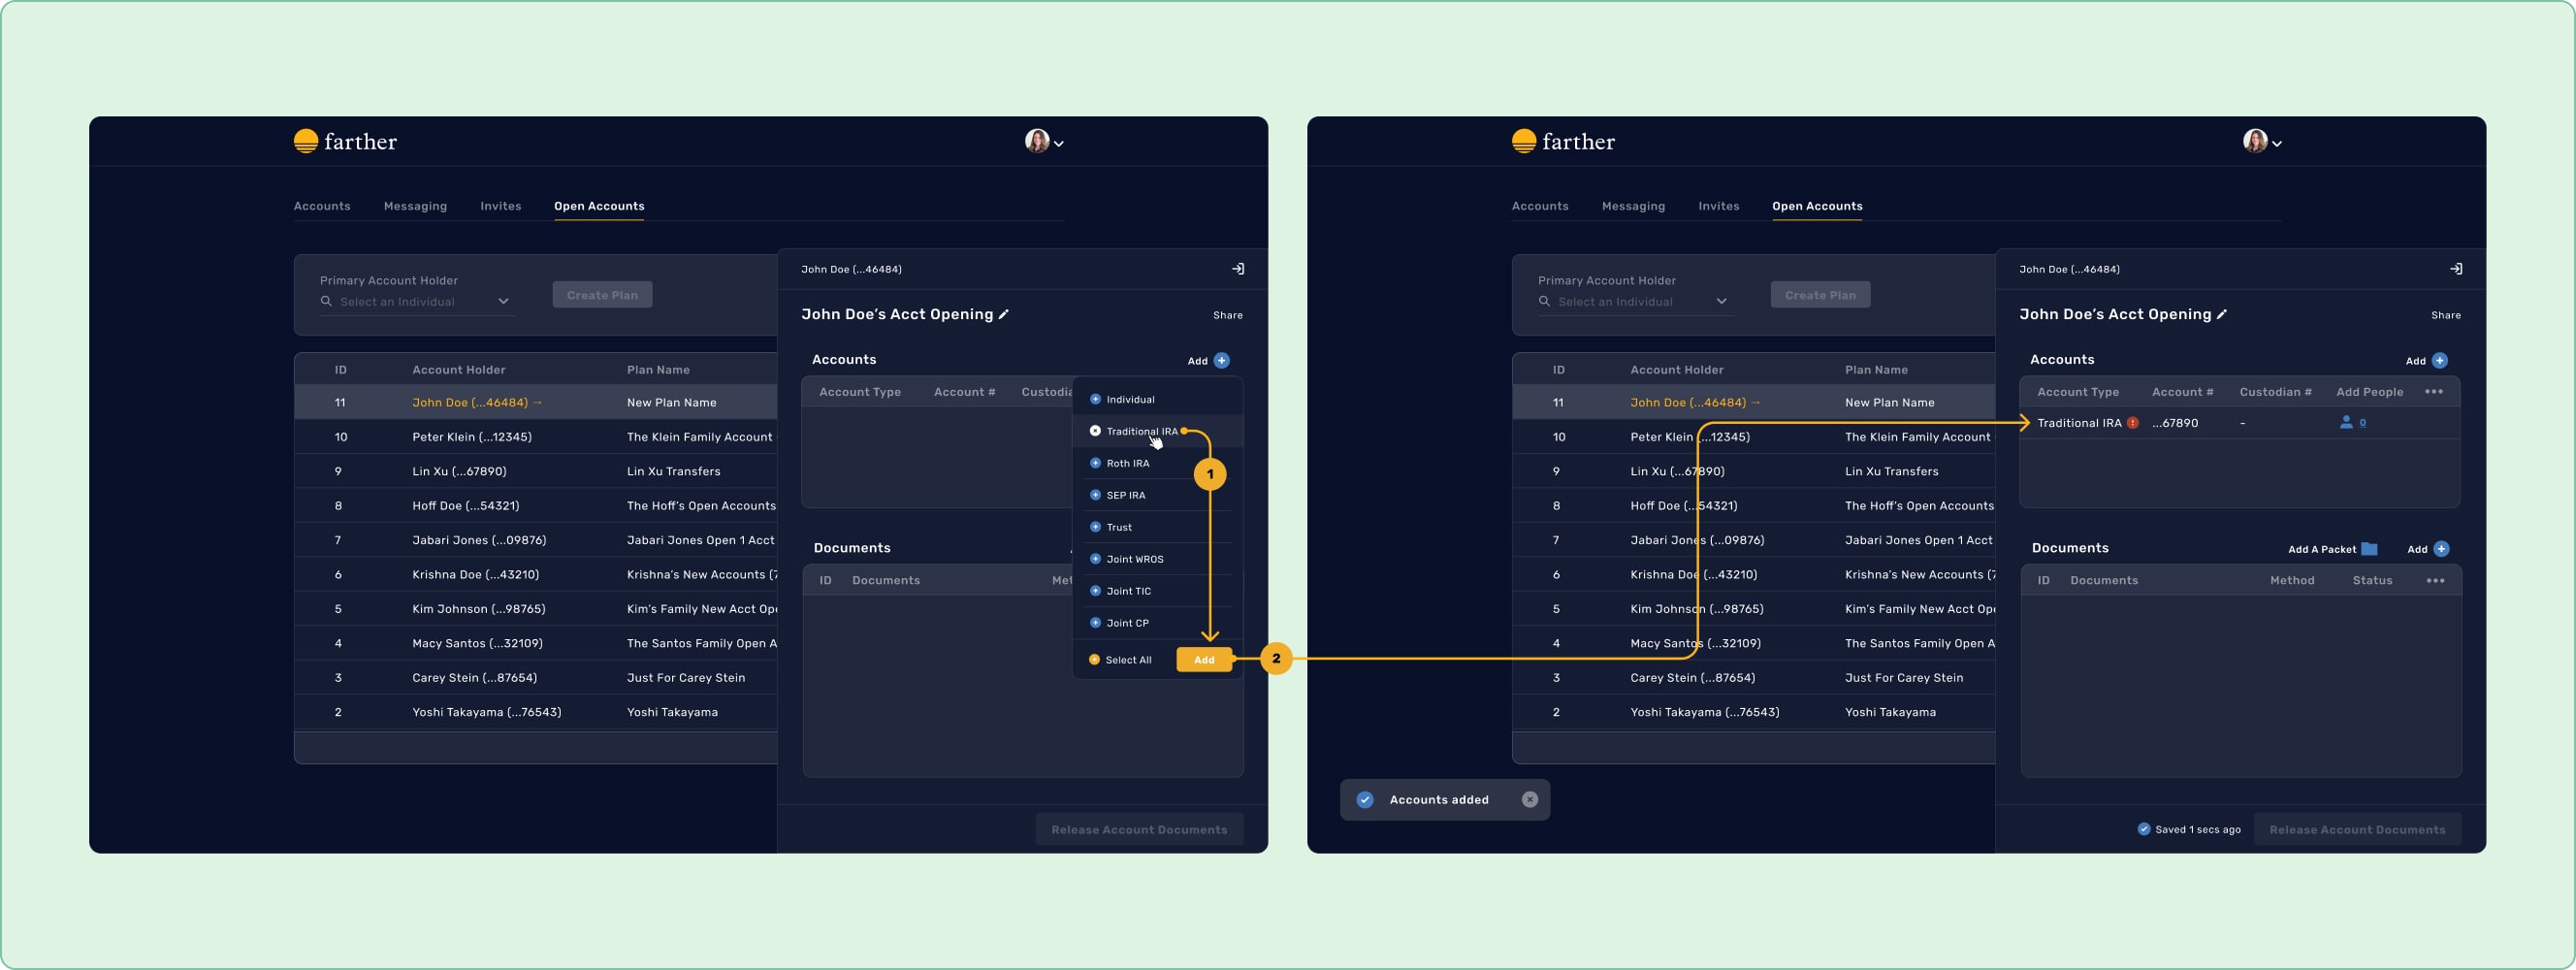 farther
Accounts Messaging Invites Open Accounts
Primary Account Holder
Select an Individual
Create Plan
ID Account Holder Plan Name
11 John Doe (...46484) → New Plan Name
10 Peter Klein (...12345) The Klein Family Account
9 Lin Xu (...67890) Lin Xu Transfers
8 Hoff Doe (...54321) The Hoff's Open Accounts
7 Jabari Jones (...09876) Jabari Jones Open 1 Acct
6 Krishna Doe (...43210) Krishna's New Accounts (7
5 Kim Johnson (...98765) Kim's Family New Acct Ope
4 Macy Santos (...32109) The Santos Family Open A
3 Carey Stein (...87654) Just For Carey Stein
2 Yoshi Takayama (...76543) Yoshi Takayama
John Doe (...46484)
John Doe's Acct Opening Share
Accounts Add
Account Type Account # Custodia
Individual
Traditional IRA
Roth IRA
1
SEP IRA
Trust
Joint WROS
Joint TIC
Joint CP
Select All Add
2
Documents
ID Documents Met
Release Account Documents
farther
Accounts Messaging Invites Open Accounts
Primary Account Holder
Select an Individual
Create Plan
ID Account Holder Plan Name
11 John Doe (...46484) → New Plan Name
10 Peter Klein (...12345) The Klein Family Account
9 Lin Xu (...67890) Lin Xu Transfers
8 Hoff Doe (...54321) The Hoff's Open Accounts
7 Jabari Jones (...09876) Jabari Jones Open 1 Acct
6 Krishna Doe (...43210) Krishna's New Accounts (7
5 Kim Johnson (...98765) Kim's Family New Acct Ope
4 Macy Santos (...32109) The Santos Family Open A
3 Carey Stein (...87654) Just For Carey Stein
2 Yoshi Takayama (...76543) Yoshi Takayama
Accounts added
John Doe (...46484)
John Doe's Acct Opening Share
Accounts Add
Account Type Account # Custodian # Add People •••
Traditional IRA ...67890 - 0
Documents Add A Packet Add
ID Documents Method Status •••
Saved 1 secs ago Release Account Documents